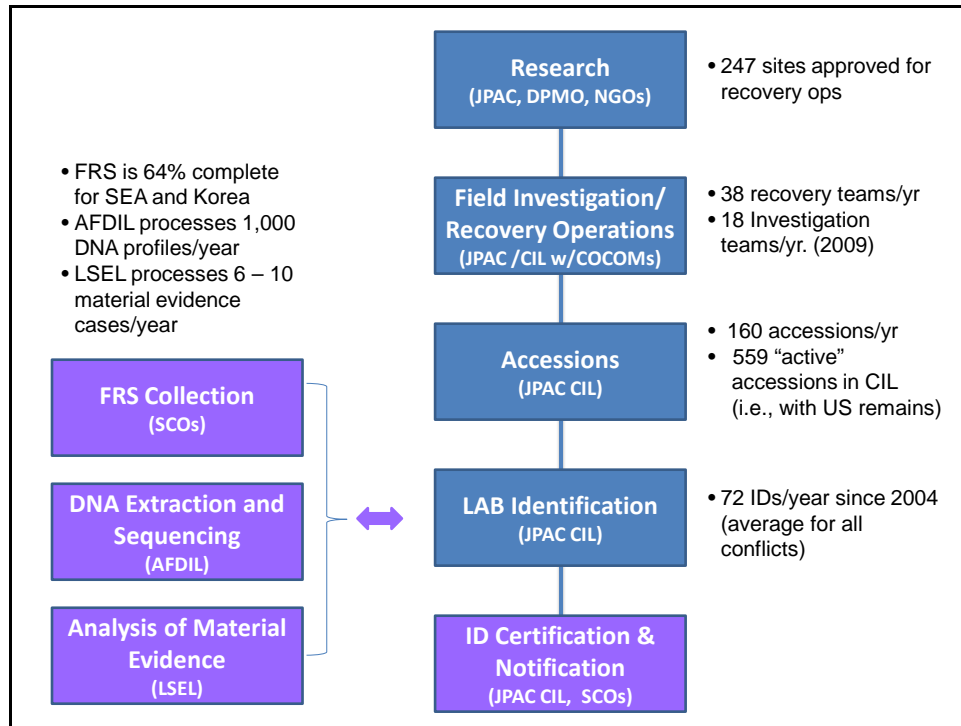 Research
(JPAC, DPMO, NGOs)
• 247 sites approved for
recovery ops
• FRS is 64% complete
for SEA and Korea
• AFDIL processes 1,000
DNA profiles/year
• LSEL processes 6 – 10
material evidence
cases/year
Field Investigation/
Recovery Operations
(JPAC /CIL w/COCOMs)
• 38 recovery teams/yr
• 18 Investigation
teams/yr. (2009)
Accessions
(JPAC CIL)
• 160 accessions/yr
• 559 “active”
accessions in CIL
(i.e., with US remains)
FRS Collection
(SCOs)
DNA Extraction and
Sequencing
(AFDIL)
Analysis of Material
Evidence
(LSEL)
LAB Identification
(JPAC CIL)
• 72 IDs/year since 2004
(average for all
conflicts)
ID Certification &
Notification
(JPAC CIL, SCOs)